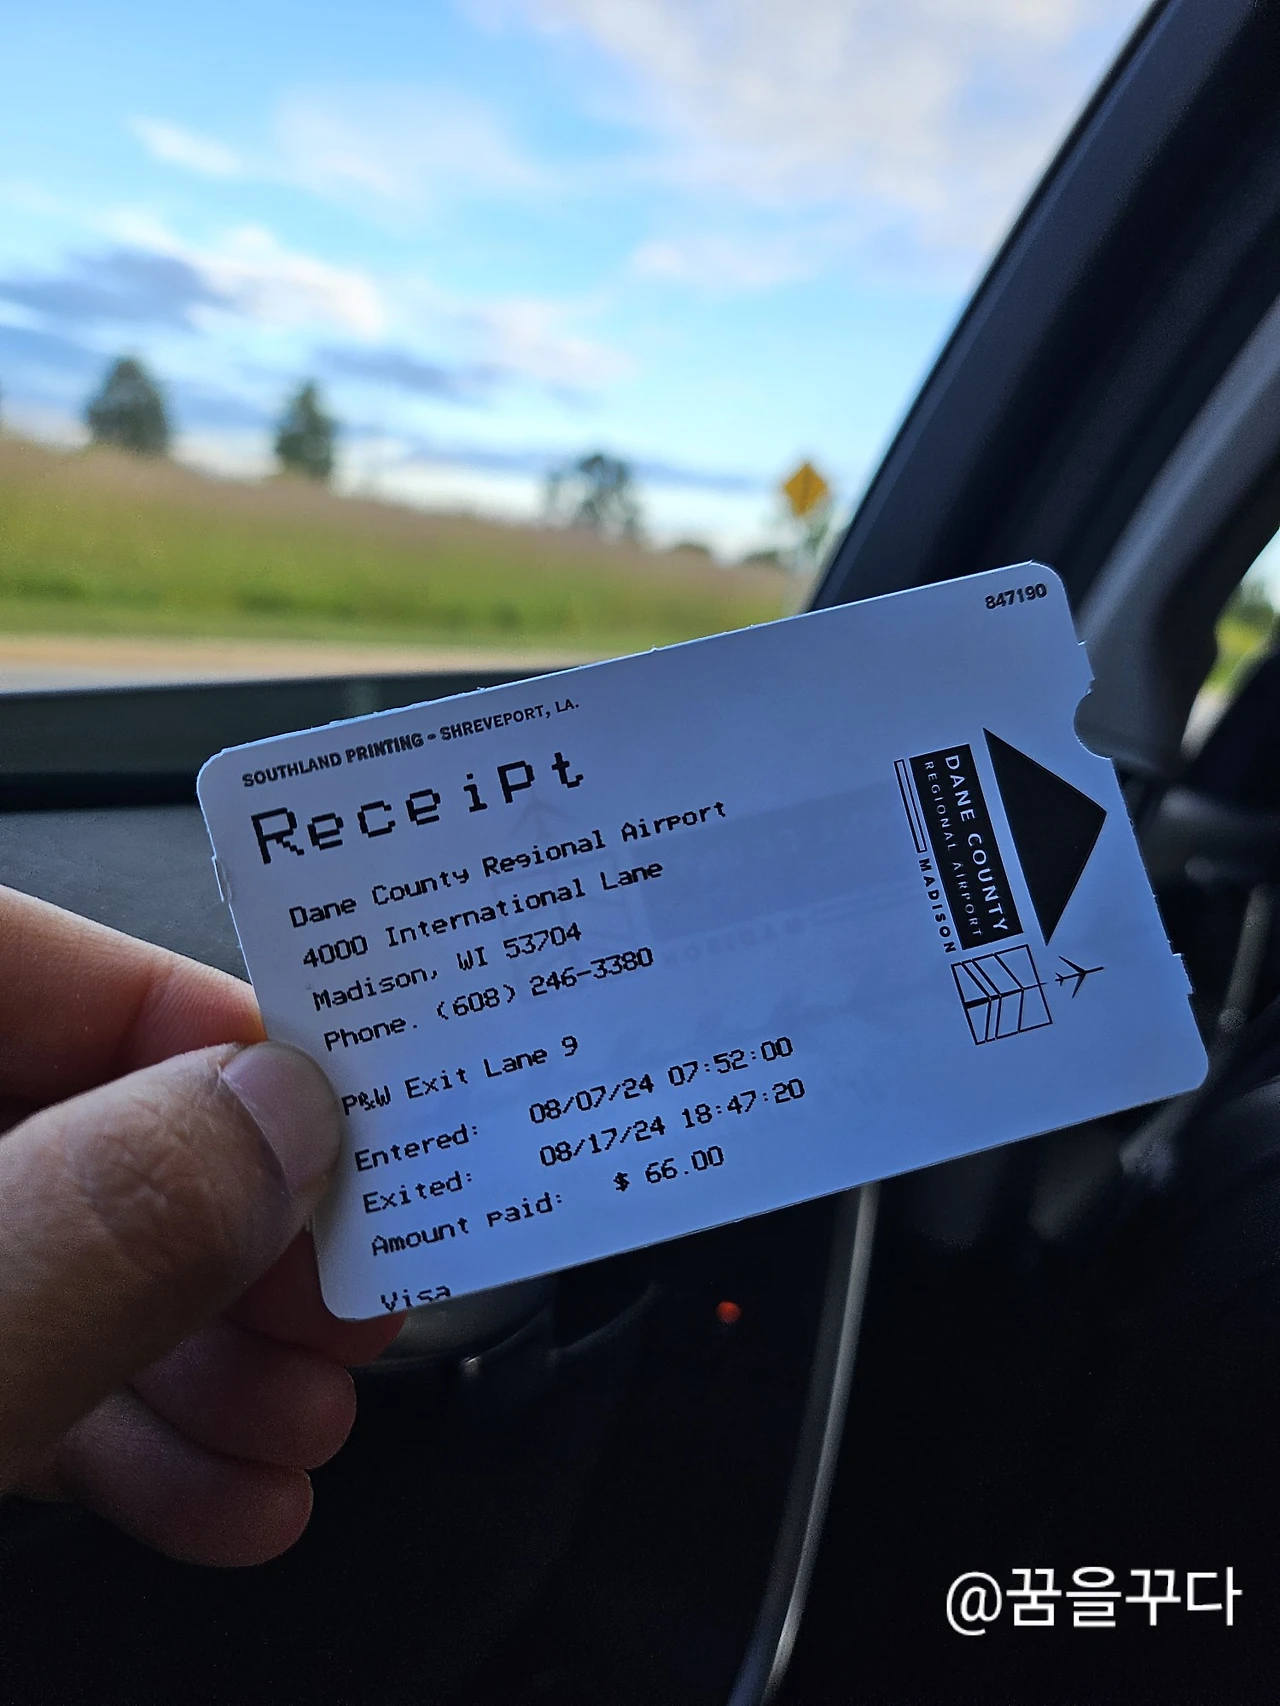 847190
SOUTHLAND PRINTING - SHREVEPORT, LA.
Receipt
Dane County Regional Airport
4000 International Lane
Madison, WI 53704
Phone. (608) 246-3380
P&W Exit Lane 9
Entered: 08/07/24 07:52:00
Exited: 08/17/24 18:47:20
Amount Paid: $ 66.00
Visa
DANE COUNTY
REGIONAL AIRPORT
MADISON
@꿈을꾸다